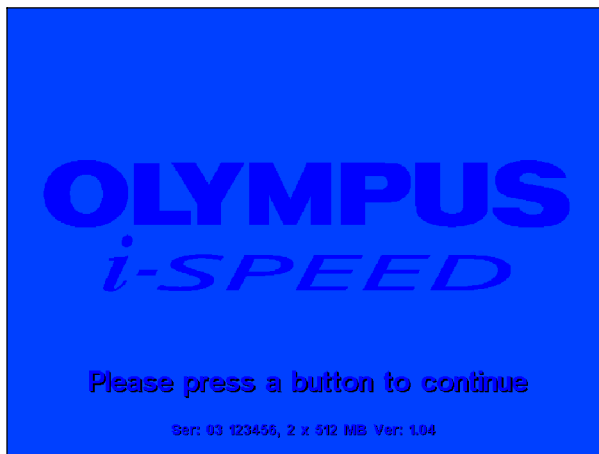 OLYMPUS
i-SPEED
Please press a button to continue
Ser: 03 123456, 2 x 512 MB Ver: 1.04